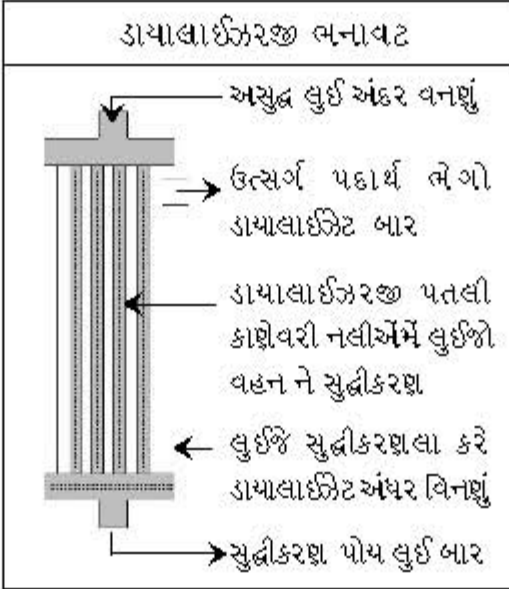 ડાયાલાઈઝરજી ભનાવટ
અસુદ્ધ લુઈ અંદર વનણું
ઉત્સર્ગ પદાર્થ ભેગો
ડાયાલાઈઝેટ બાર
ડાયાલાઈઝરજી પતલી
કાણેવરી નલીએંમેં લુઈજો
વહન ને સુદ્ધીકરણ
લુઈજે સુદ્ધીકરણલા કરે
ડાયાલાઈઝેટ અંધર વિનણું
સુદ્ધીકરણ પોય લુઈ બાર